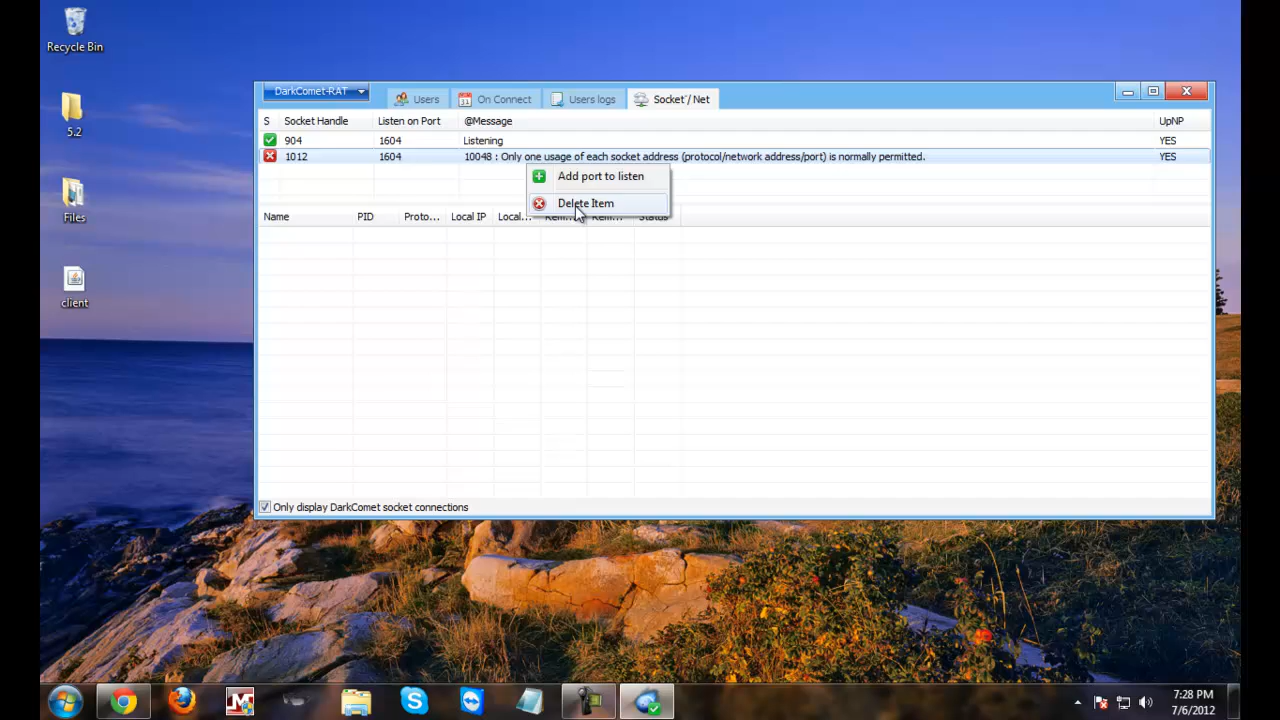 Recycle Bin
5.2
Files
client
DarkComet-RAT
Users
On Connect
Users logs
Socket / Net
S Socket Handle Listen on Port @Message UpNP
904 1604 Listening YES
1012 1604 10048 : Only one usage of each socket address (protocol/network address/port) is normally permitted. YES
Add port to listen
Delete Item
Name PID Proto... Local IP Local... Rem... Rem... Status
Only display DarkComet socket connections
7:28 PM
7/6/2012